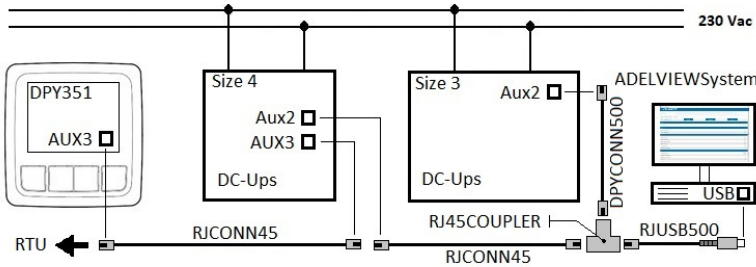 230 Vac
DPY351
AUX3
Size 4
Aux2
AUX3
DC-Ups
Size 3
Aux2
DC-Ups
DPYCONN500
ADELVIEWSystem
USB
RJ45COUPLER
RTU
RJCONN45
RJCONN45
RJUSB500